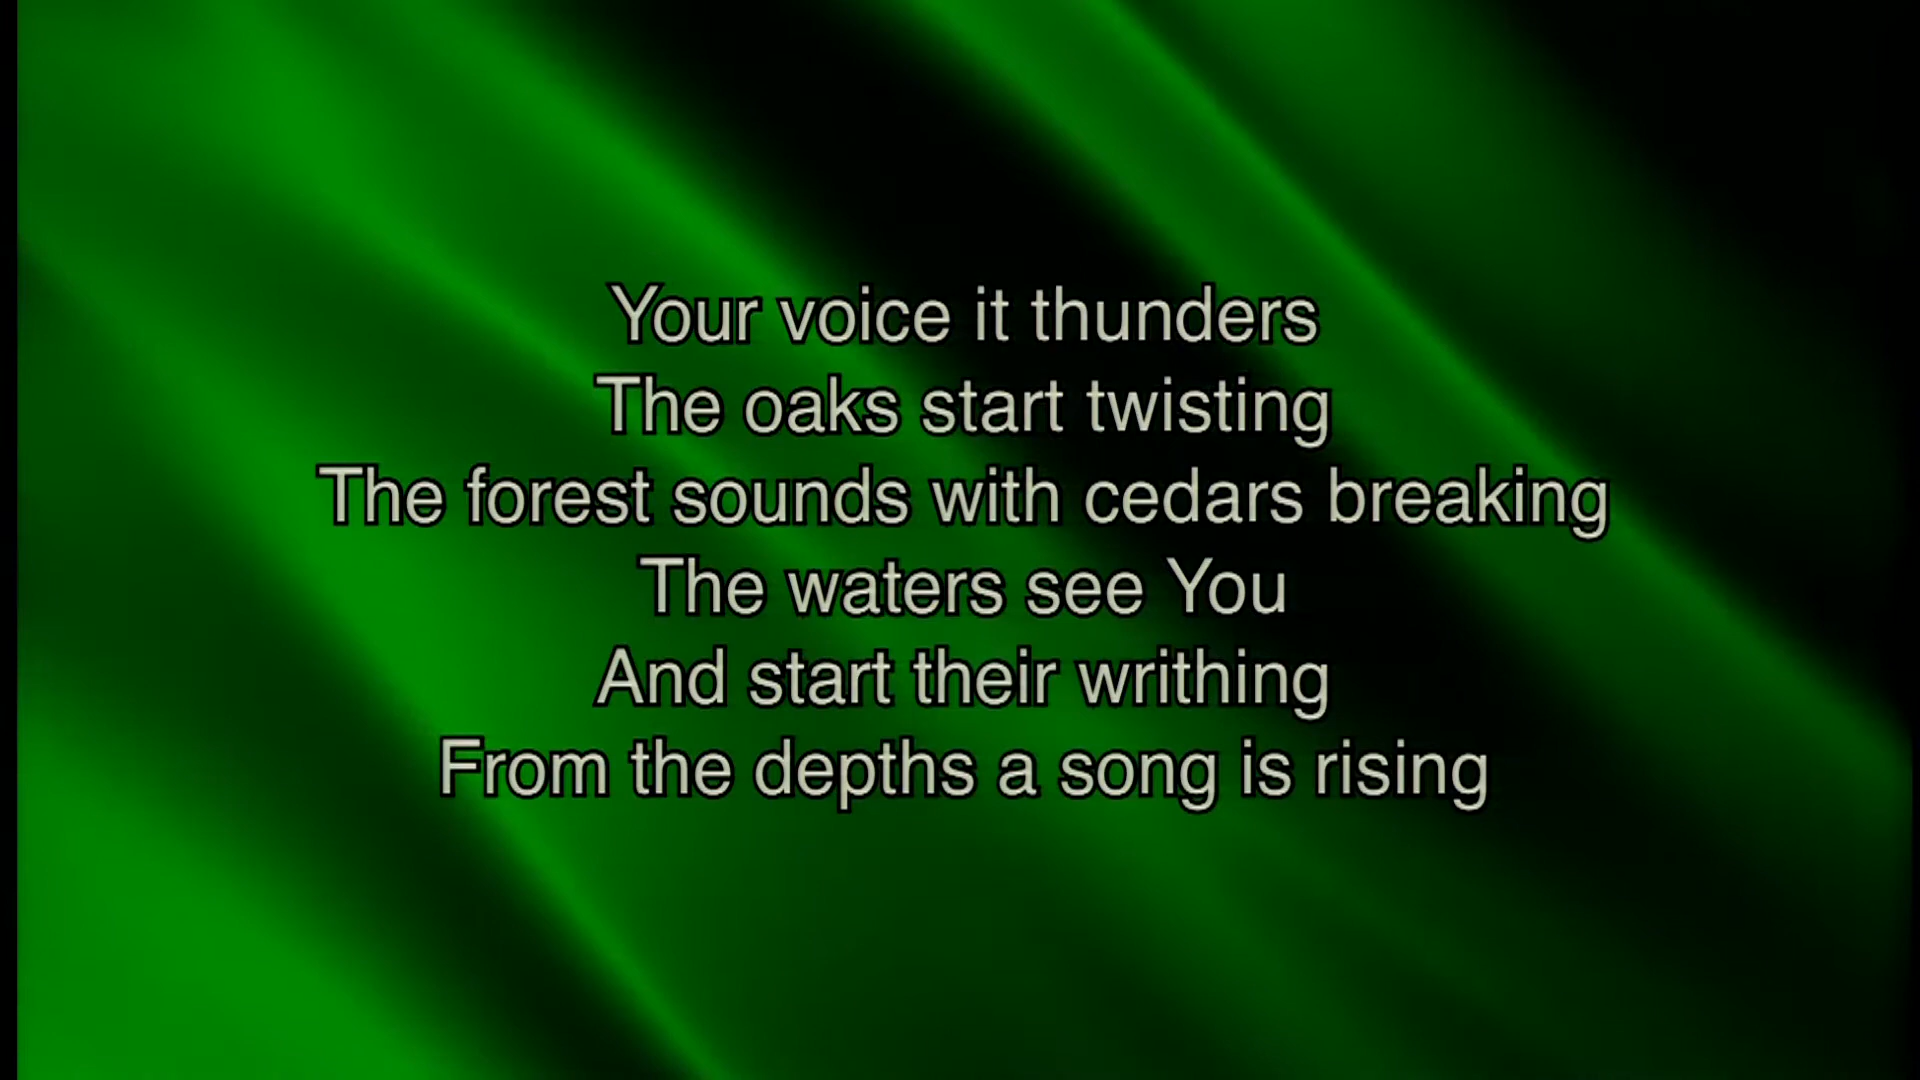 Your voice it thunders
The oaks start twisting
The forest sounds with cedars breaking
The waters see You
And start their writhing
From the depths a song is rising